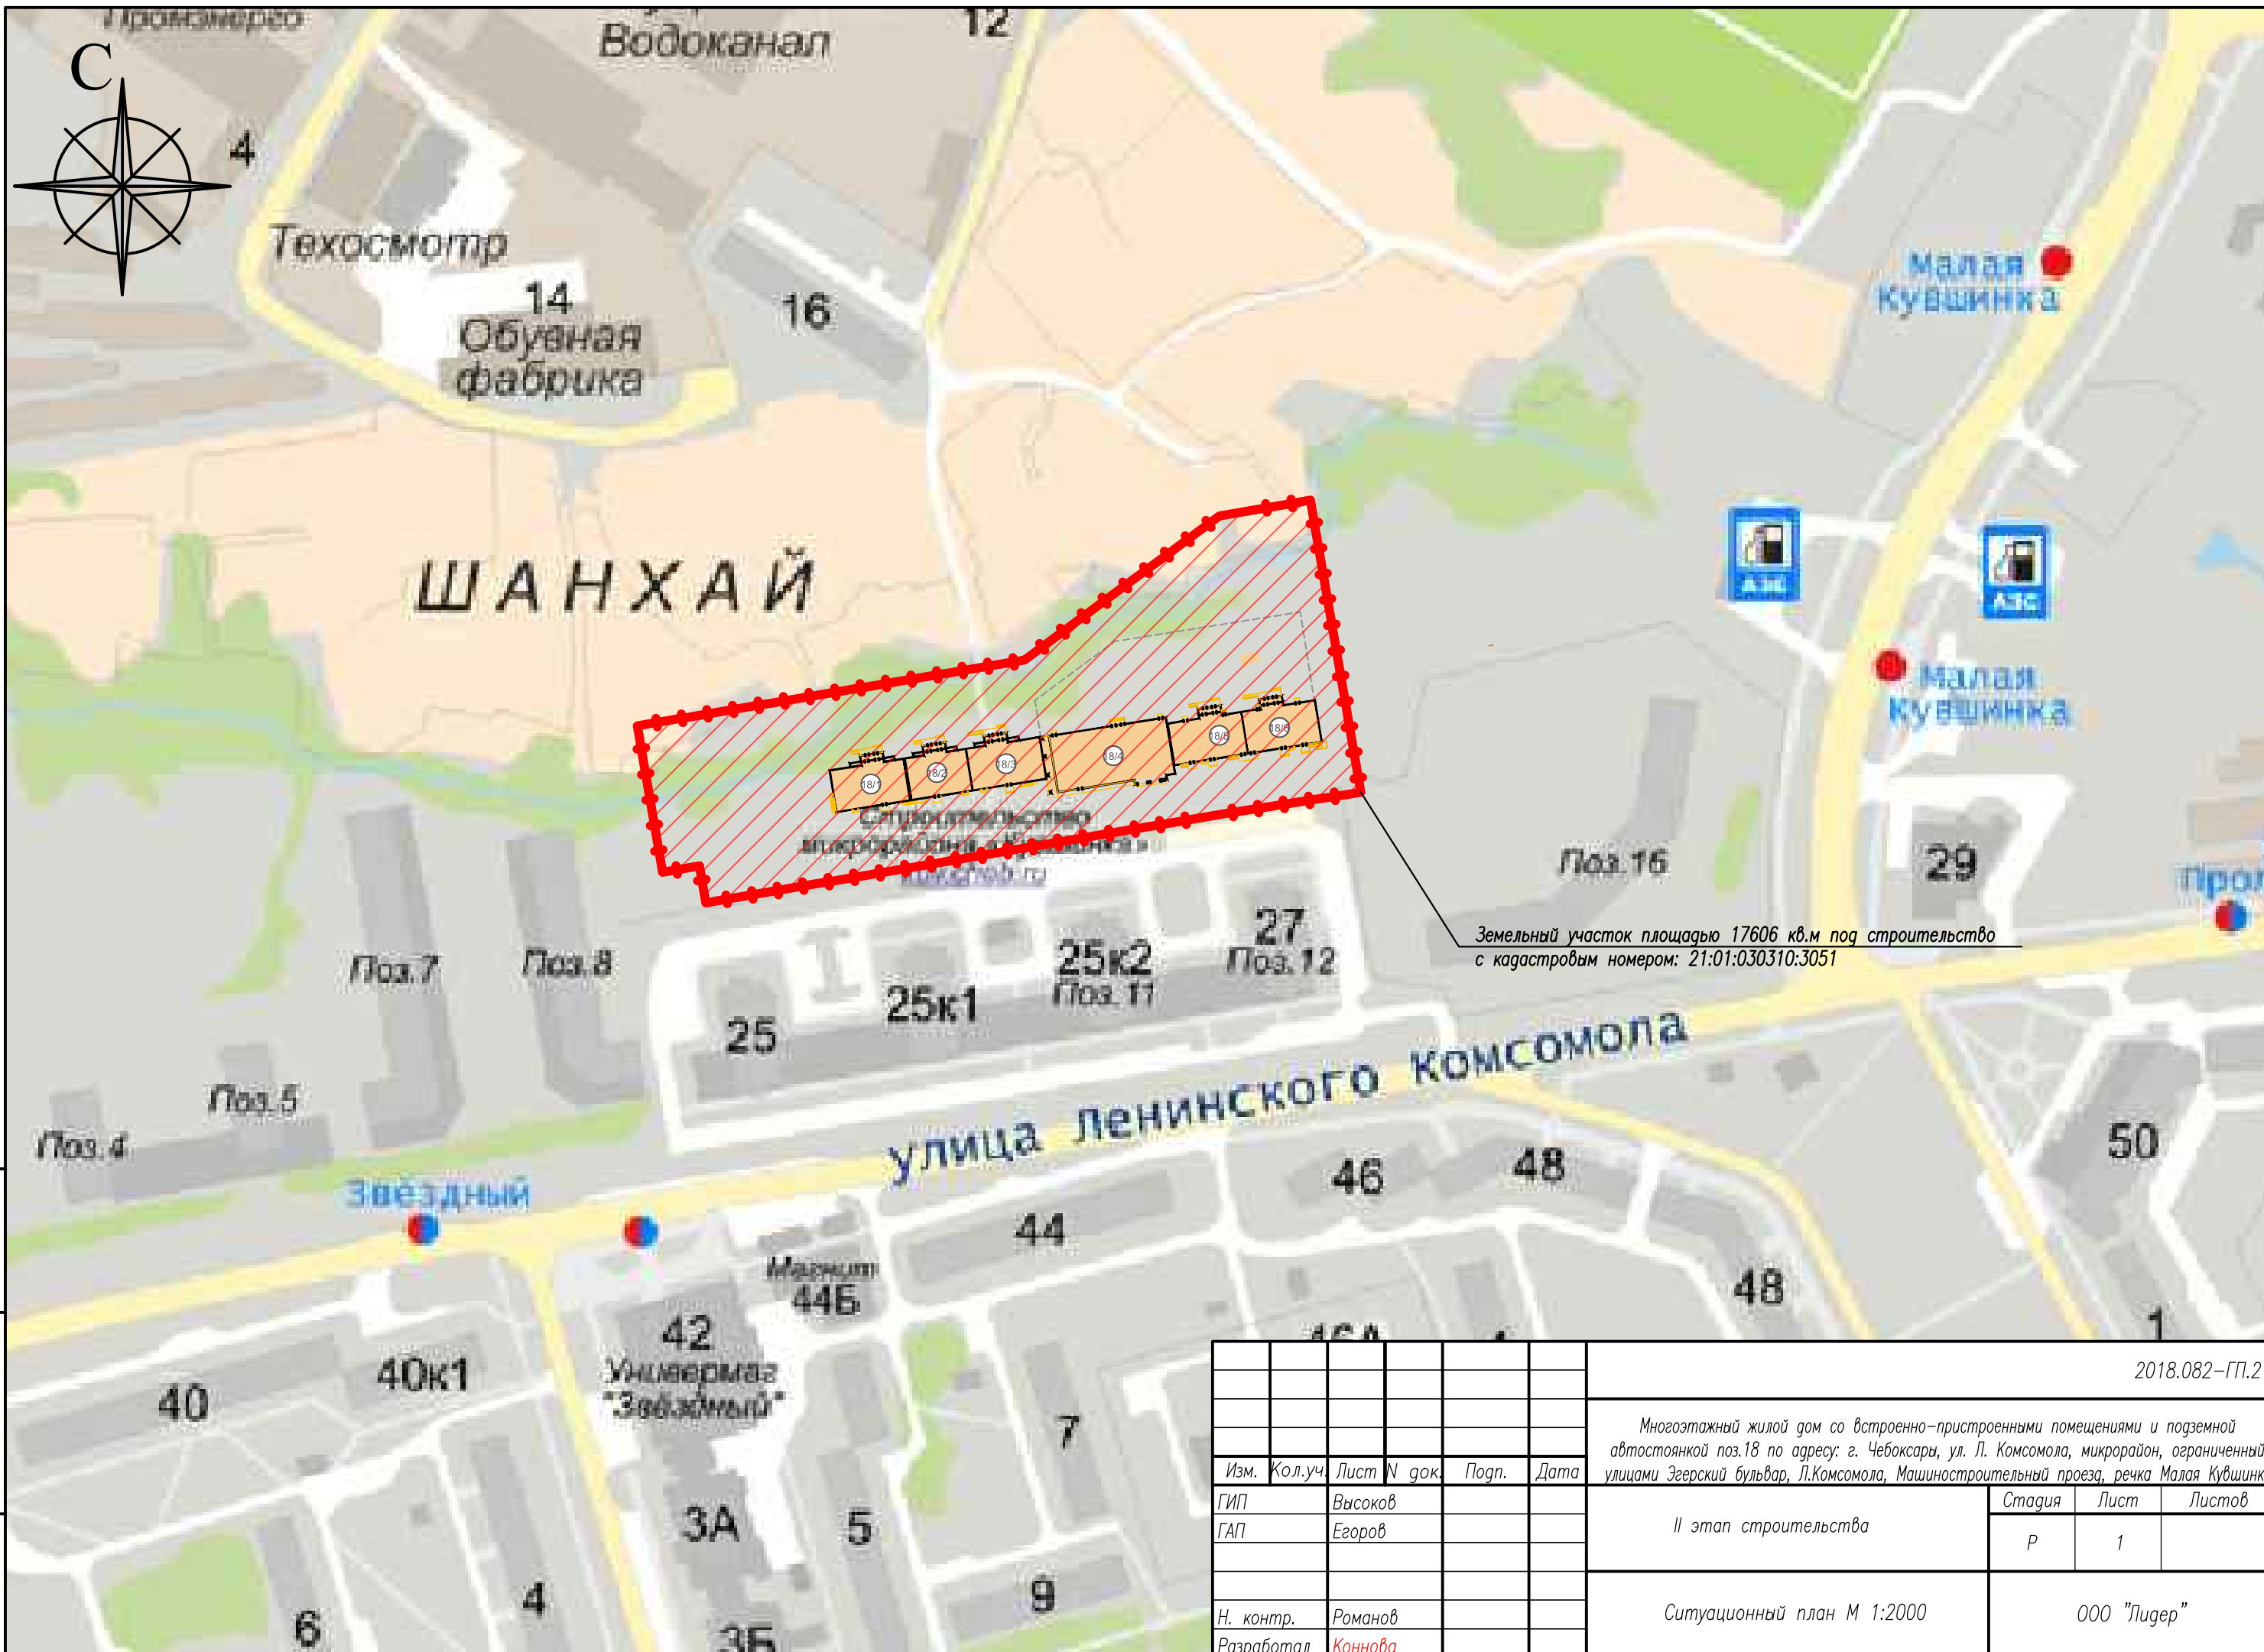 Промэнерго
Водоканал
12
С
4
Техосмотр
14
Обувная
фабрика
16
Малая
Кувшинка
ШАНХАЙ
АЗС
АЗС
Малая
Кувшинка
18/1
18/2
18/3
18/4
18/5
18/6
Строительство
микрорайона «Кувшинка»
Поз.16
29
Земельный участок площадью 17606 кв.м под строительство
с кадастровым номером: 21:01:030310:3051
Поз.7
Поз.8
25
25к1
25к2
Поз.11
27
Поз.12
улица Ленинского Комсомола
Поз.5
Поз.4
Звёздный
46
48
50
44
Магнит
44Б
48
42
Универмаг
"Звёздный"
40
40к1
7
46А
1
3А
5
4
6
9
3Б
2018.082-ГП.2
Многоэтажный жилой дом со встроенно-пристроенными помещениями и подземной
автостоянкой поз.18 по адресу: г. Чебоксары, ул. Л. Комсомола, микрорайон, ограниченный
улицами Эгерский бульвар, Л.Комсомола, Машиностроительный проезд, речка Малая Кувшинк
Изм. Кол.уч. Лист N док. Подп. Дата
ГИП Высоков
ГАП Егоров
Н. контр. Романов
Разработал Коннова
II этап строительства
Стадия Лист Листов
Р 1
Ситуационный план М 1:2000
ООО "Лидер"